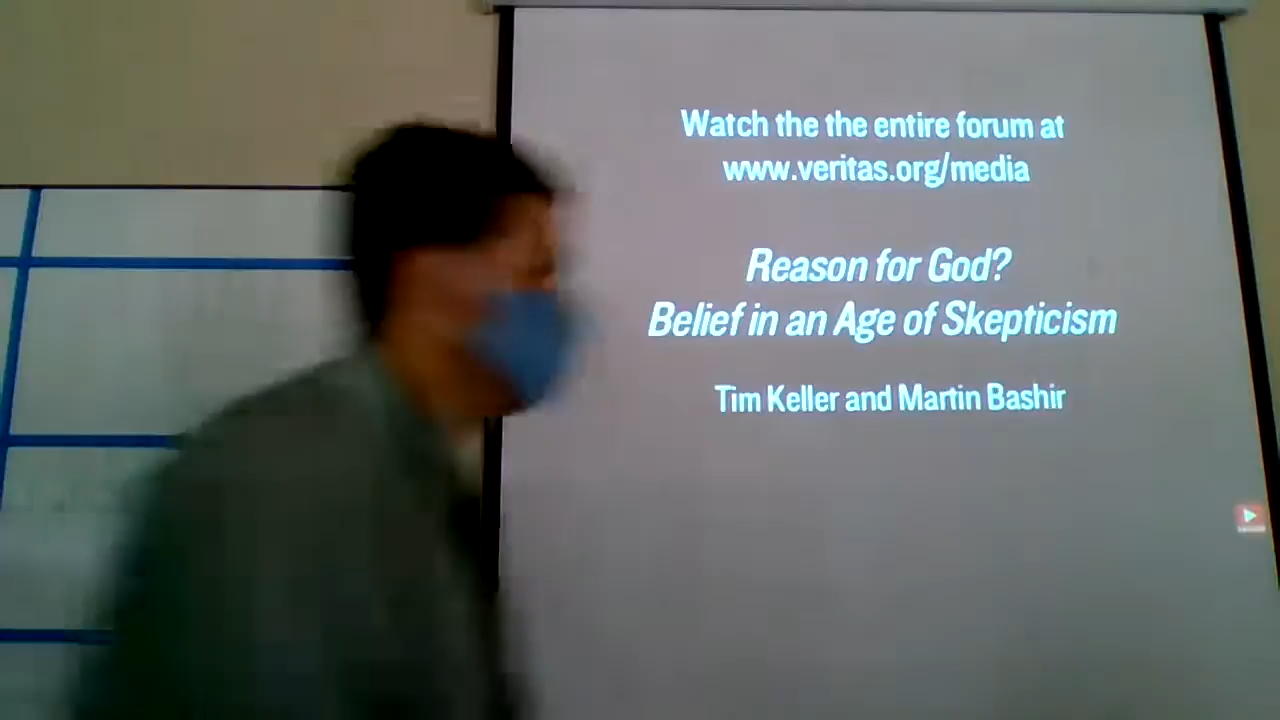 Watch the the entire forum at
www.veritas.org/media
Reason for God?
Belief in an Age of Skepticism
Tim Keller and Martin Bashir